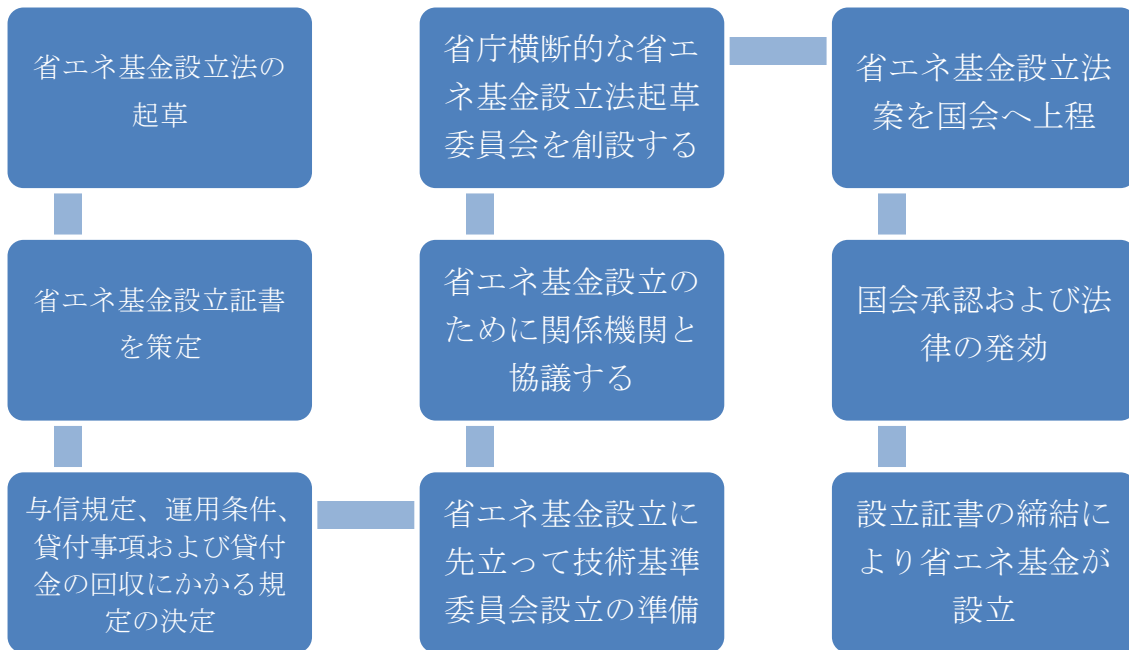 省エネ基金設立法の
起草
省エネ基金設立証書
を策定
与信規定、運用条件、
貸付事項および貸付
金の回収にかかる規
定の決定
省エネ基金設立に
先立って技術基準
委員会設立の準備
省エネ基金設立の
ために関係機関と
協議する
省庁横断的な省エ
ネ基金設立法起草
委員会を創設する
省エネ基金設立法
案を国会へ上程
国会承認および法
律の発効
設立証書の締結に
より省エネ基金が
設立